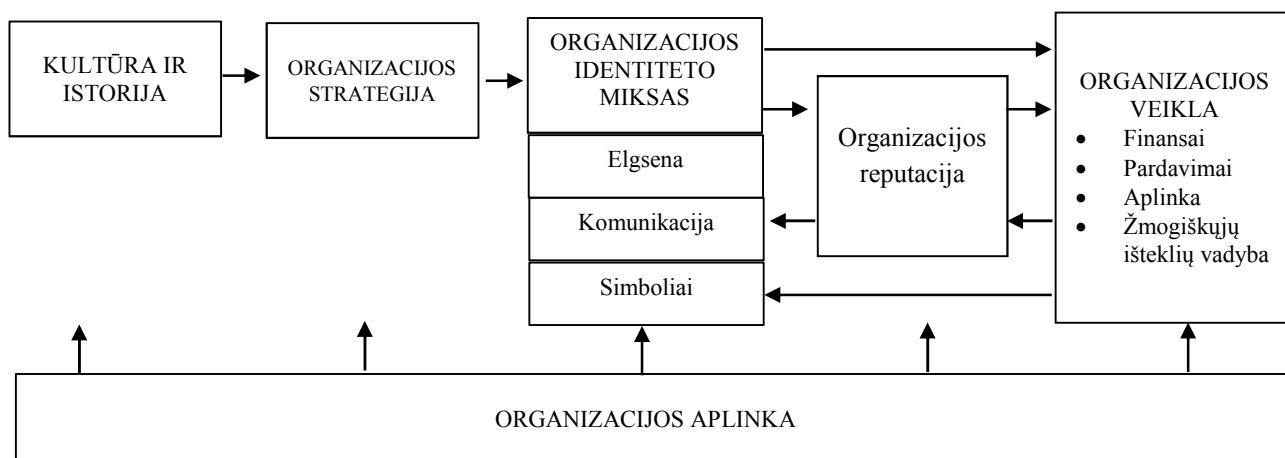 KULTŪRA IR
ISTORIJA
ORGANIZACIJOS
STRATEGIJA
ORGANIZACIJOS
IDENTITETO
MIKSAS
Elgsena
Komunikacija
Simboliai
Organizacijos
reputacija
ORGANIZACIJOS
VEIKLA
• Finansai
• Pardavimai
• Aplinka
• Žmogiškųjų
išteklių vadyba
ORGANIZACIJOS APLINKA